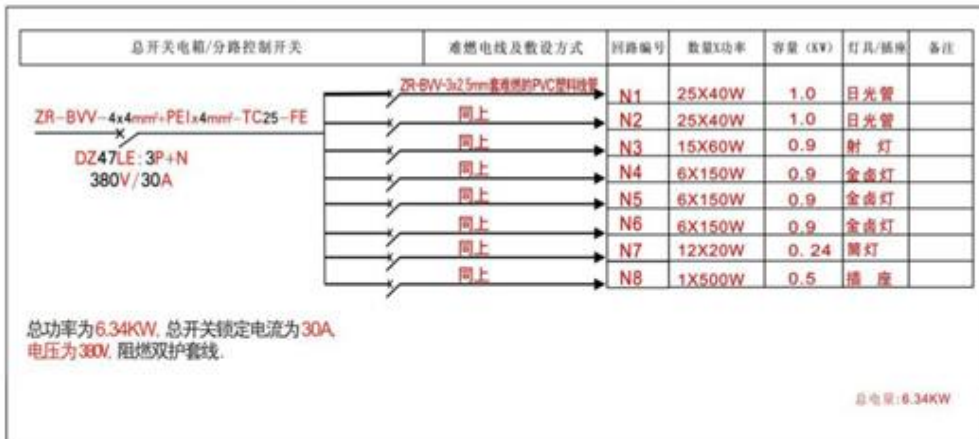 总开关电箱/分路控制开关 难燃电线及敷设方式 回路编号 数量X功率 容量(KW) 灯具/插座 备注
ZR-BVV-3x2.5mm套难燃的PVC塑料线管 N1 25X40W 1.0 日光管
ZR-BVV-4x4mm²+PE1x4mm²-TC25-FE
同上 N2 25X40W 1.0 日光管
同上 N3 15X60W 0.9 射 灯
DZ47LE: 3P+N
同上 N4 6X150W 0.9 金卤灯
380V/30A
同上 N5 6X150W 0.9 金卤灯
同上 N6 6X150W 0.9 金卤灯
同上 N7 12X20W 0.24 筒灯
同上 N8 1X500W 0.5 插 座
总功率为6.34KW, 总开关锁定电流为30A,
电压为380V, 阻燃双护套线.
总电量:6.34KW